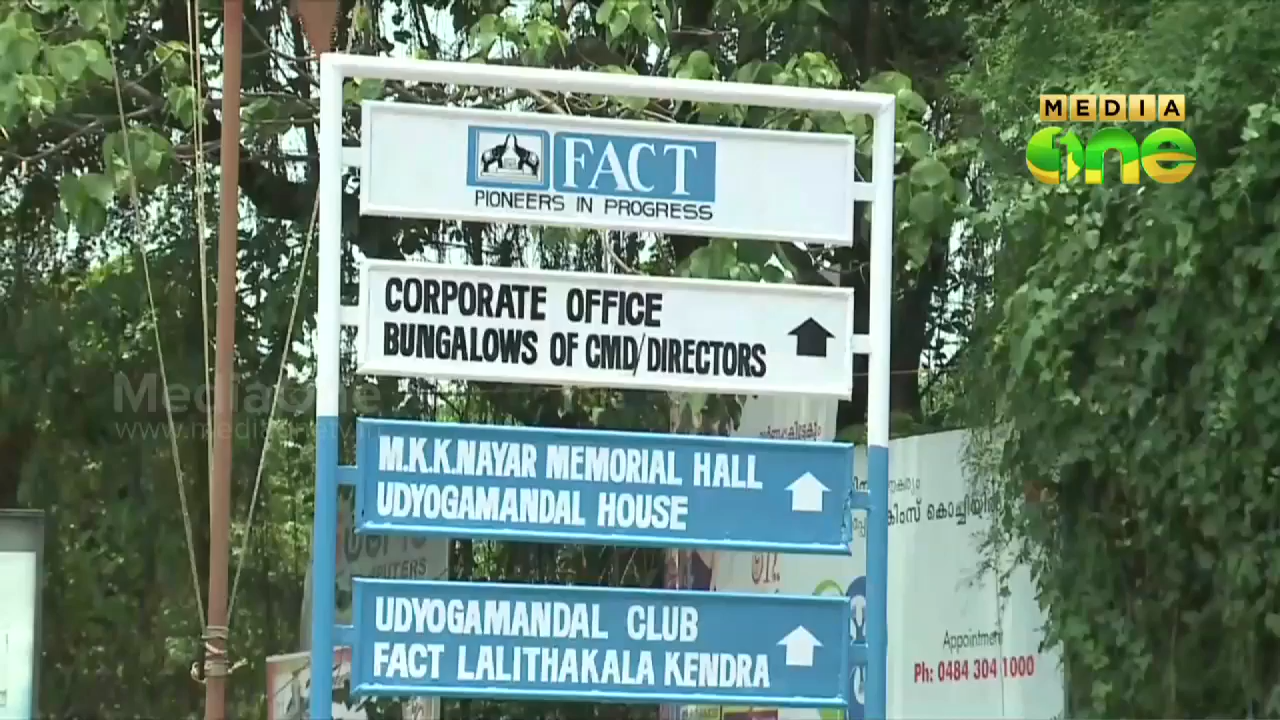 MEDIA
one
FACT
PIONEERS IN PROGRESS
CORPORATE OFFICE
BUNGALOWS OF CMD/DIRECTORS
MediaOne
M.K.K.NAYAR MEMORIAL HALL
UDYOGAMANDAL HOUSE
UDYOGAMANDAL CLUB
FACT LALITHAKALA KENDRA
Appointment
Ph: 0484 304 1000